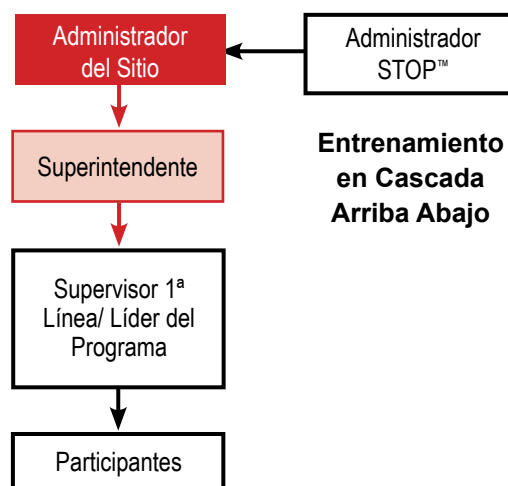 Administrador
del Sitio
Administrador
STOP™
Superintendente
Entrenamiento
en Cascada
Arriba Abajo
Supervisor 1ª
Línea/ Líder del
Programa
Participantes